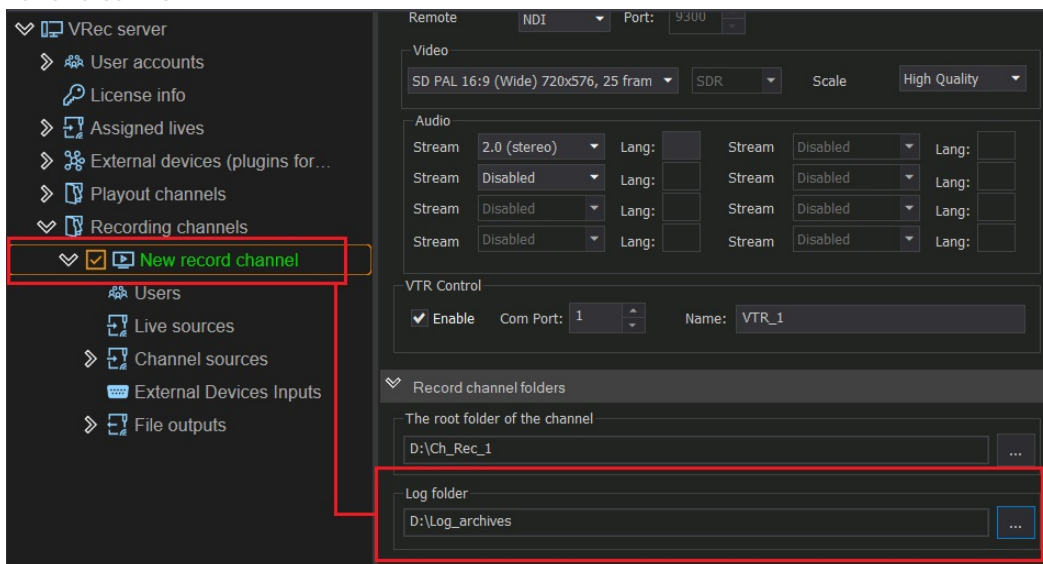 VRec server
User accounts
License info
Assigned lives
External devices (plugins for...
Playout channels
Recording channels
New record channel
Users
Live sources
Channel sources
External Devices Inputs
File outputs
Remote NDI Port: 9300
Video
SD PAL 16:9 (Wide) 720x576, 25 fram SDR Scale High Quality
Audio
Stream 2.0 (stereo) Lang: Stream Disabled Lang:
Stream Disabled Lang: Stream Disabled Lang:
Stream Disabled Lang: Stream Disabled Lang:
Stream Disabled Lang: Stream Disabled Lang:
VTR Control
Enable Com Port: 1 Name: VTR_1
Record channel folders
The root folder of the channel
D:\Ch_Rec_1 ...
Log folder
D:\Log_archives ...